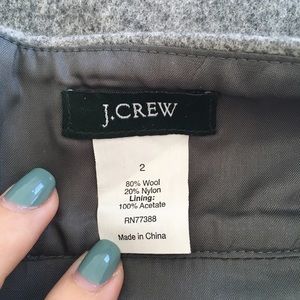 J.CREW
2
80% Wool
20% Nylon
Lining:
100% Acetate
RN77388
Made in China